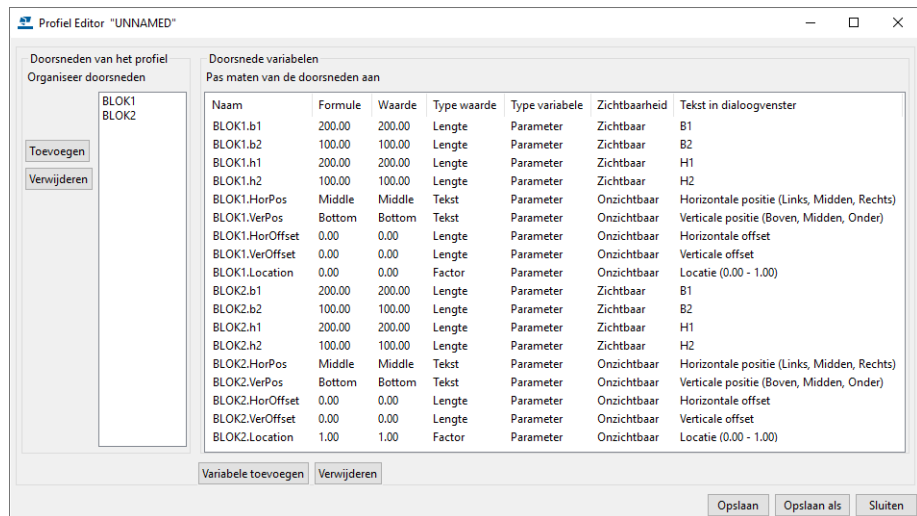 Profiel Editor "UNNAMED"
Doorsneden van het profiel
Organiseer doorsneden
BLOK1
BLOK2
Toevoegen
Verwijderen
Doorsnede variabelen
Pas maten van de doorsneden aan
Naam Formule Waarde Type waarde Type variabele Zichtbaarheid Tekst in dialoogvenster
BLOK1.b1 200.00 200.00 Lengte Parameter Zichtbaar B1
BLOK1.b2 100.00 100.00 Lengte Parameter Zichtbaar B2
BLOK1.h1 200.00 200.00 Lengte Parameter Zichtbaar H1
BLOK1.h2 100.00 100.00 Lengte Parameter Zichtbaar H2
BLOK1.HorPos Middle Middle Tekst Parameter Onzichtbaar Horizontale positie (Links, Midden, Rechts)
BLOK1.VerPos Bottom Bottom Tekst Parameter Onzichtbaar Verticale positie (Boven, Midden, Onder)
BLOK1.HorOffset 0.00 0.00 Lengte Parameter Onzichtbaar Horizontale offset
BLOK1.VerOffset 0.00 0.00 Lengte Parameter Onzichtbaar Verticale offset
BLOK1.Location 0.00 0.00 Factor Parameter Onzichtbaar Locatie (0.00 - 1.00)
BLOK2.b1 200.00 200.00 Lengte Parameter Zichtbaar B1
BLOK2.b2 100.00 100.00 Lengte Parameter Zichtbaar B2
BLOK2.h1 200.00 200.00 Lengte Parameter Zichtbaar H1
BLOK2.h2 100.00 100.00 Lengte Parameter Zichtbaar H2
BLOK2.HorPos Middle Middle Tekst Parameter Onzichtbaar Horizontale positie (Links, Midden, Rechts)
BLOK2.VerPos Bottom Bottom Tekst Parameter Onzichtbaar Verticale positie (Boven, Midden, Onder)
BLOK2.HorOffset 0.00 0.00 Lengte Parameter Onzichtbaar Horizontale offset
BLOK2.VerOffset 0.00 0.00 Lengte Parameter Onzichtbaar Verticale offset
BLOK2.Location 1.00 1.00 Factor Parameter Onzichtbaar Locatie (0.00 - 1.00)
Variabele toevoegen Verwijderen
Opslaan Opslaan als Sluiten